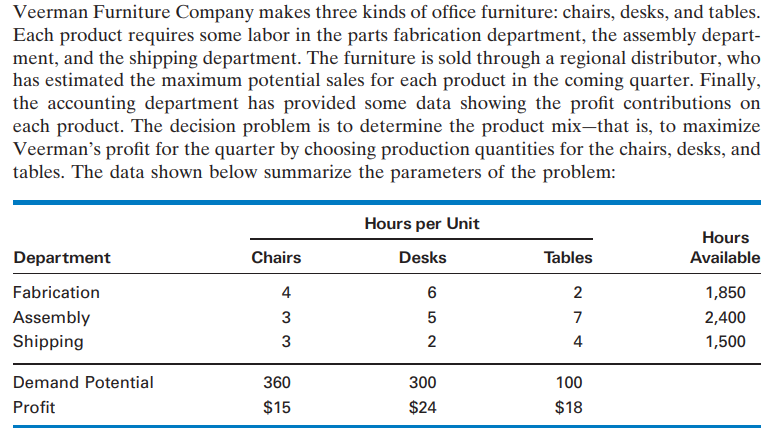 Veerman Furniture Company makes three kinds of office furniture: chairs, desks, and tables.
Each product requires some labor in the parts fabrication department, the assembly depart-
ment, and the shipping department. The furniture is sold through a regional distributor, who
has estimated the maximum potential sales for each product in the coming quarter. Finally,
the accounting department has provided some data showing the profit contributions on
each product. The decision problem is to determine the product mix—that is, to maximize
Veerman's profit for the quarter by choosing production quantities for the chairs, desks, and
tables. The data shown below summarize the parameters of the problem:
Hours per Unit
Hours
Department Chairs Desks Tables Available
Fabrication 4 6 2 1,850
Assembly 3 5 7 2,400
Shipping 3 2 4 1,500
Demand Potential 360 300 100
Profit $15 $24 $18